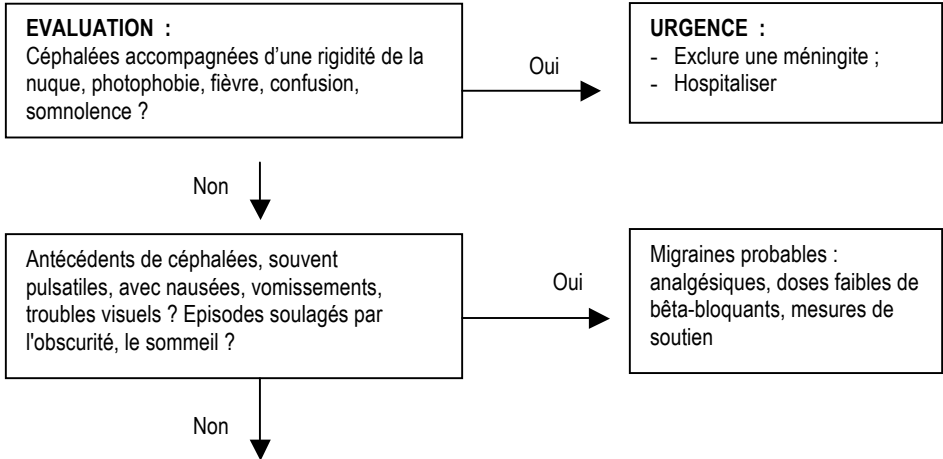 EVALUATION :
Céphalées accompagnées d'une rigidité de la
nuque, photophobie, fièvre, confusion,
somnolence ?
Oui
URGENCE :
- Exclure une méningite ;
- Hospitaliser
Non
Antécédents de céphalées, souvent
pulsatiles, avec nausées, vomissements,
troubles visuels ? Episodes soulagés par
l'obscurité, le sommeil ?
Oui
Migraines probables :
analgésiques, doses faibles de
bêta-bloquants, mesures de
soutien
Non